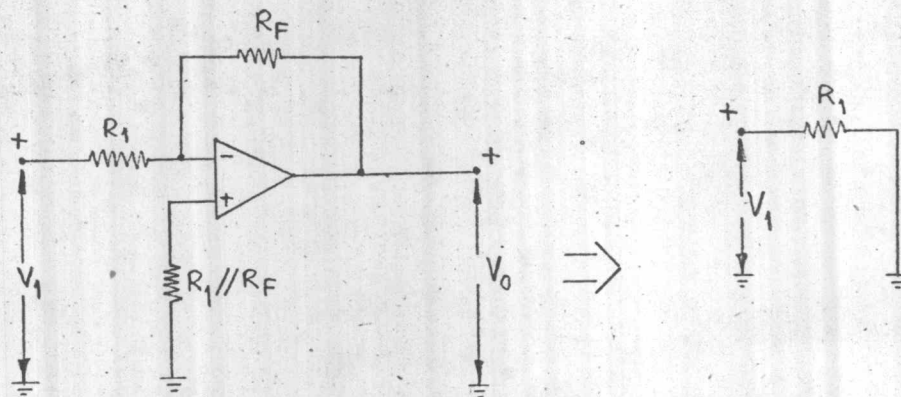 R_F
R_1
R_1
+
+
-
+
+
V_1
R_1 // R_F
V_0
V_1